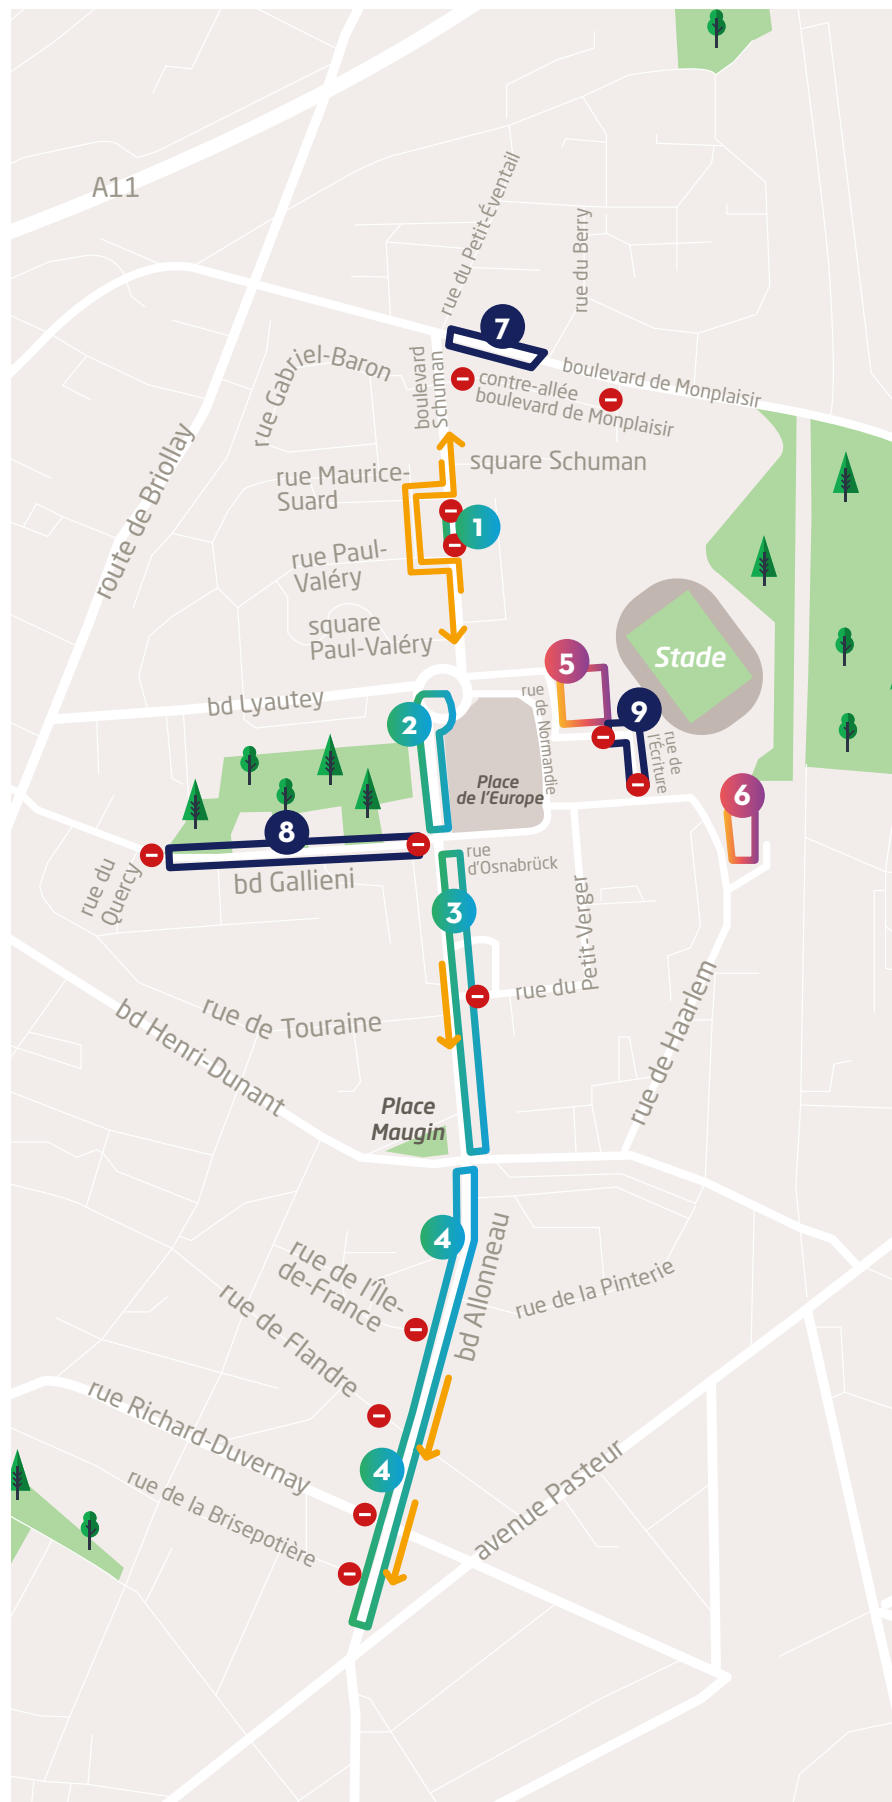 A11
rue du Petit-Éventail
rue du Berry
7
boulevard
Schuman
boulevard de Monplaisir
contre-allée
boulevard de Monplaisir
rue Gabriel-Baron
route de Briollay
square Schuman
rue Maurice-
Suard
1
rue Paul-
Valéry
square
Paul-Valéry
Stade
5
bd Lyautey
rue
de Normandie
9
rue de
l'Écriture
2
Place
de l'Europe
6
8
rue du
Quercy
bd Gallieni
rue
d'Osnabrück
3
Petit-Verger
rue du
rue de Touraine
bd Henri-Dunant
rue de Haarlem
Place
Maugin
4
rue de l'Île-
de-France
bd Allonneau
rue de la Pinterie
rue de Flandre
rue Richard-Duvernay
4
avenue Pasteur
rue de la Brisepotière